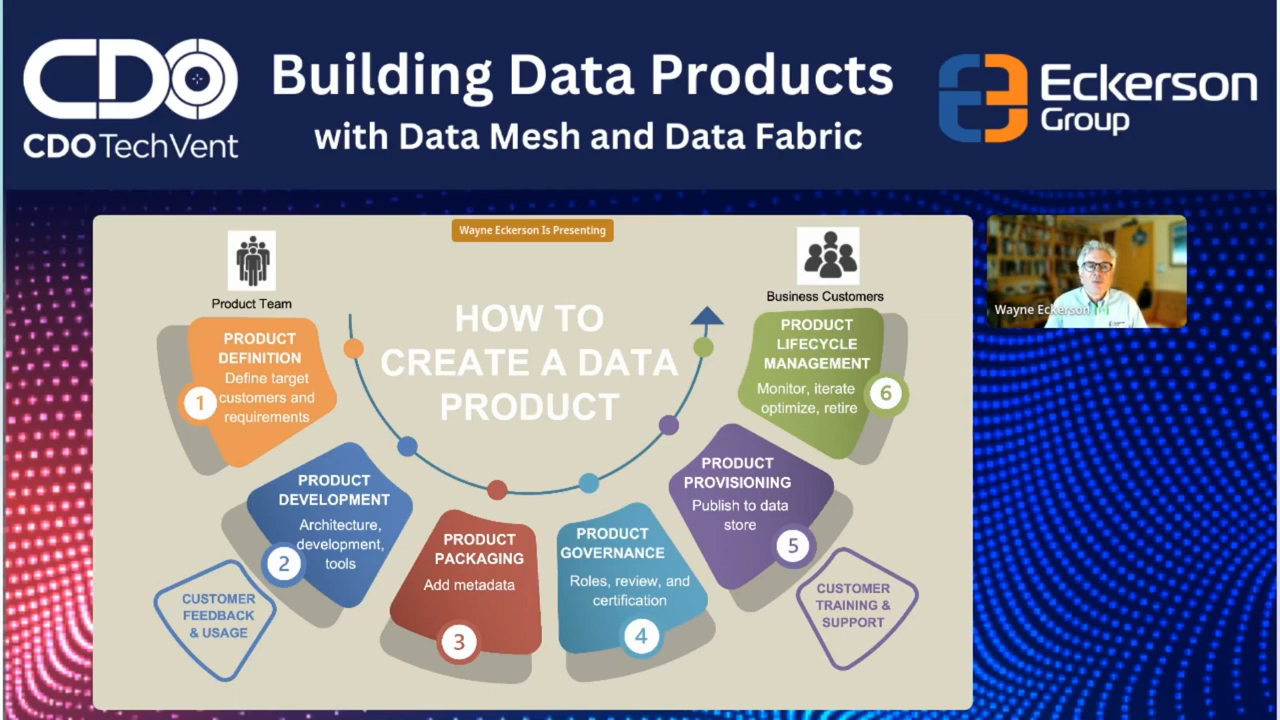 CDO
CDO TechVent
Building Data Products
with Data Mesh and Data Fabric
Eckerson
Group
Wayne Eckerson Is Presenting
Product Team
Business Customers
HOW TO
CREATE A DATA
PRODUCT
PRODUCT
DEFINITION
Define target
customers and
requirements
1
PRODUCT
DEVELOPMENT
Architecture,
development,
tools
2
PRODUCT
PACKAGING
Add metadata
3
PRODUCT
GOVERNANCE
Roles, review, and
certification
4
PRODUCT
PROVISIONING
Publish to data
store
5
PRODUCT
LIFECYCLE
MANAGEMENT
Monitor, iterate
optimize, retire
6
CUSTOMER
FEEDBACK
& USAGE
CUSTOMER
TRAINING &
SUPPORT
Wayne Eckerson